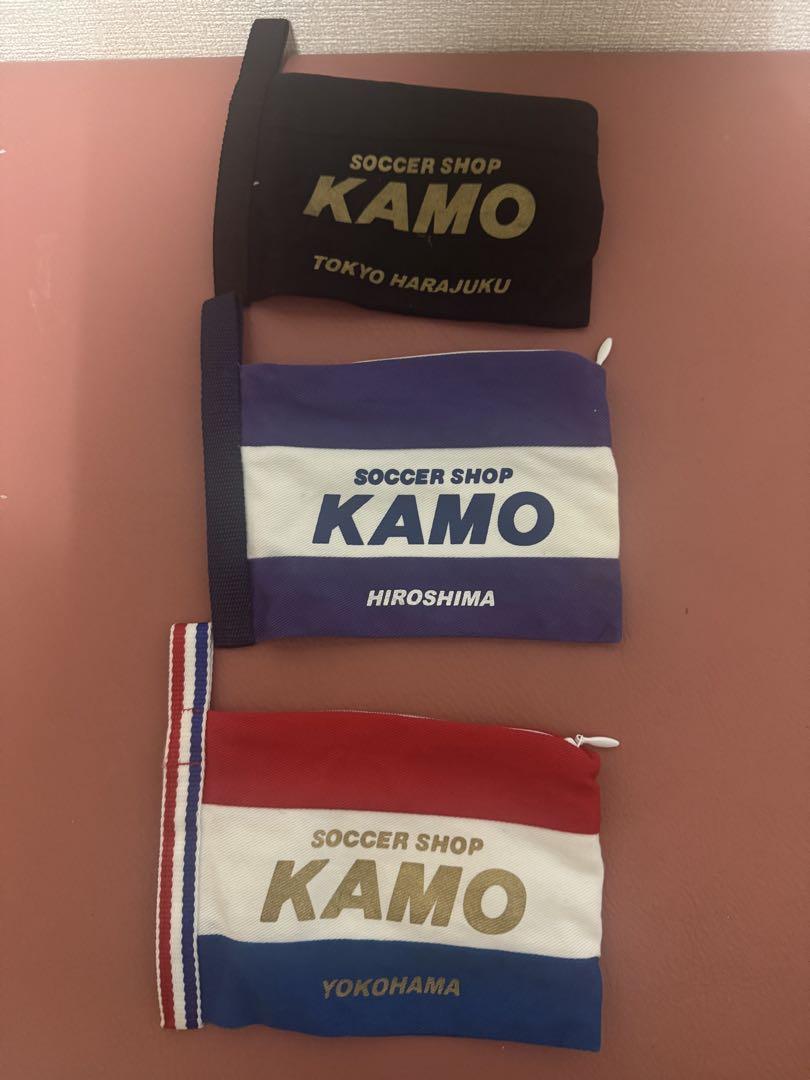 SOCCER SHOP
KAMO
TOKYO HARAJUKU
SOCCER SHOP
KAMO
HIROSHIMA
SOCCER SHOP
KAMO
YOKOHAMA